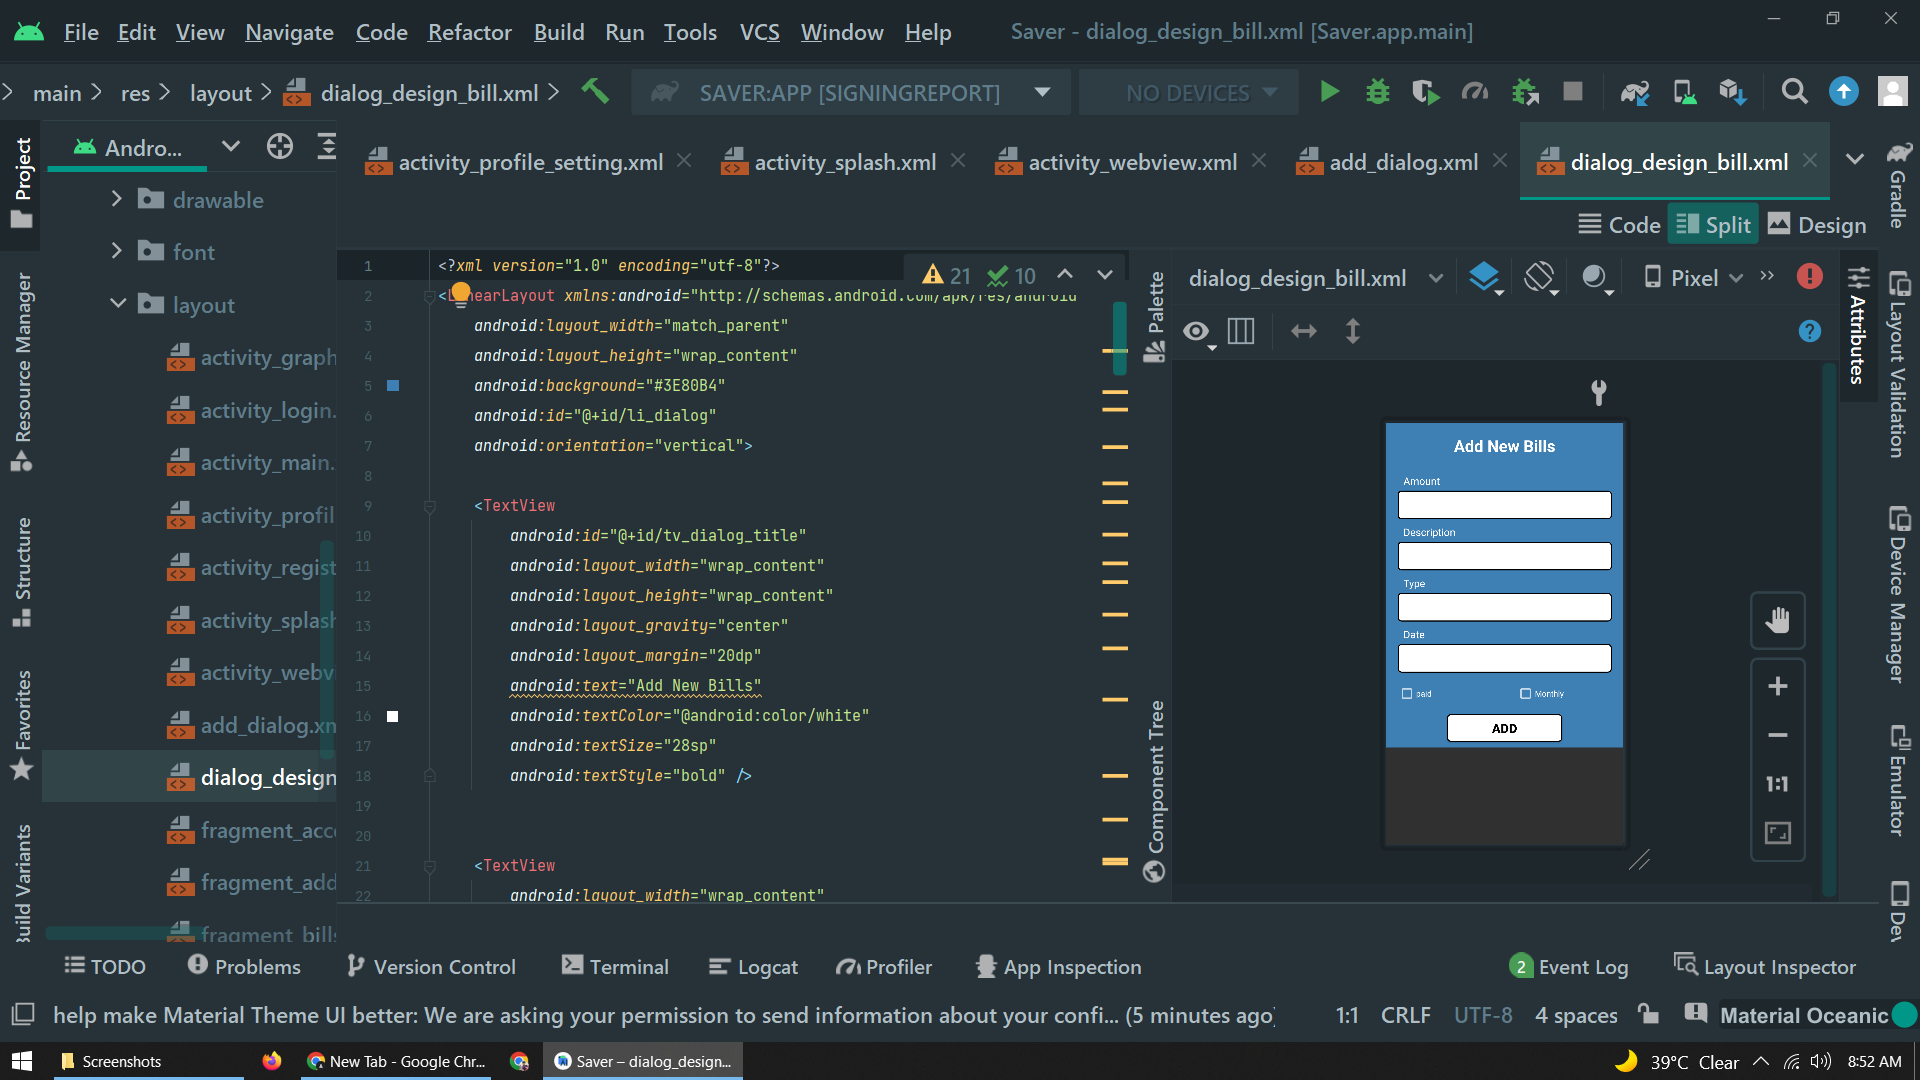 File Edit View Navigate Code Refactor Build Run Tools VCS Window Help Saver - dialog_design_bill.xml [Saver.app.main]
main res layout dialog_design_bill.xml SAVER:APP [SIGNINGREPORT] NO DEVICES
Project
Resource Manager
Structure
Favorites
Build Variants
Andro...
drawable
font
layout
activity_graph
activity_login.
activity_main.
activity_profil
activity_regist
activity_splash
activity_webvi
add_dialog.xm
dialog_design
fragment_acco
fragment_add
fragment_bills
activity_profile_setting.xml activity_splash.xml activity_webview.xml add_dialog.xml dialog_design_bill.xml
Code Split Design
21 10
1 <?xml version="1.0" encoding="utf-8"?>
2 <LinearLayout xmlns:android="http://schemas.android.com/apk/res/android
3 android:layout_width="match_parent"
4 android:layout_height="wrap_content"
5 android:background="#3E80B4"
6 android:id="@+id/li_dialog"
7 android:orientation="vertical">
8
9 <TextView
10 android:id="@+id/tv_dialog_title"
11 android:layout_width="wrap_content"
12 android:layout_height="wrap_content"
13 android:layout_gravity="center"
14 android:layout_margin="20dp"
15 android:text="Add New Bills"
16 android:textColor="@android:color/white"
17 android:textSize="28sp"
18 android:textStyle="bold" />
19
20
21 <TextView
22 android:layout_width="wrap_content"
Palette
Component Tree
dialog_design_bill.xml Pixel
Add New Bills
Amount
Description
Type
Date
paid Monthly
ADD
1:1
Attributes
Gradle
Layout Validation
Device Manager
Emulator
Dev
TODO Problems Version Control Terminal Logcat Profiler App Inspection 2 Event Log Layout Inspector
help make Material Theme UI better: We are asking your permission to send information about your confi... (5 minutes ago) 1:1 CRLF UTF-8 4 spaces Material Oceanic
Screenshots New Tab - Google Chr... Saver – dialog_design... 39°C Clear 8:52 AM